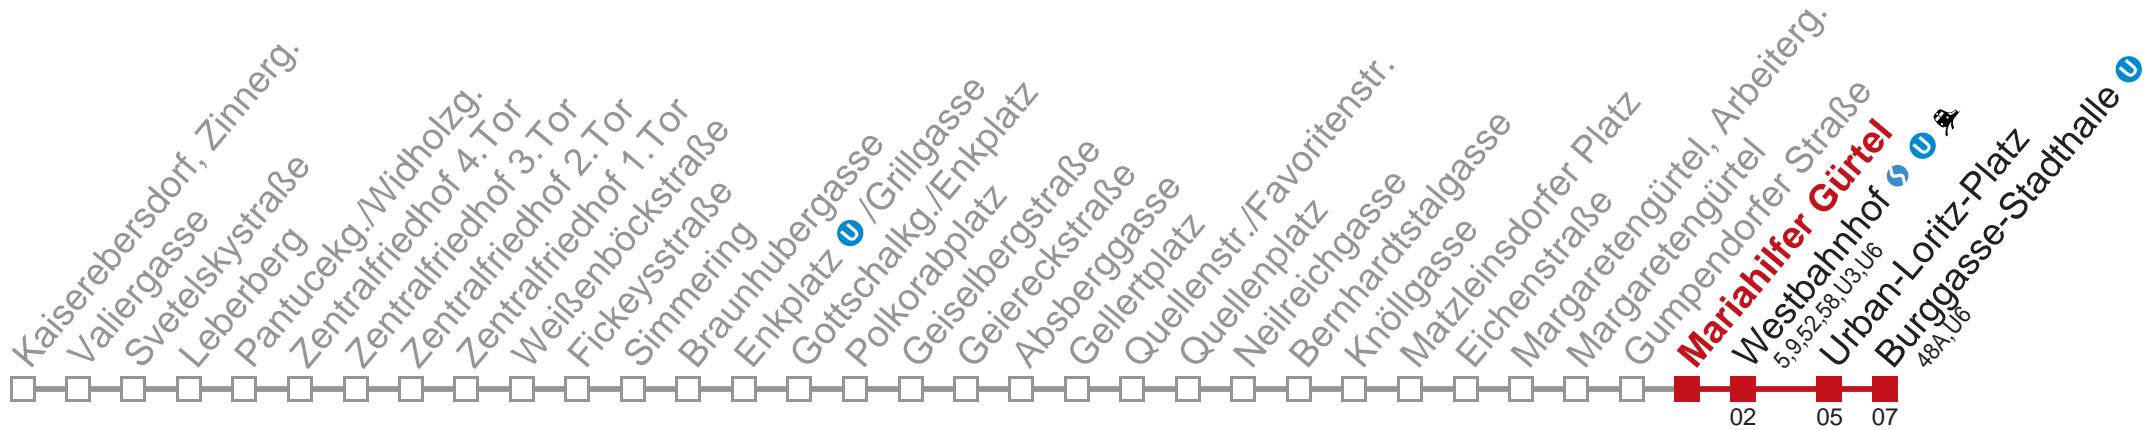 Kaiserebersdorf, Zinnerg.
Valiergasse
Svetelskystraße
Leberberg
Pantucekg./Widholzg.
Zentralfriedhof 4. Tor
Zentralfriedhof 3. Tor
Zentralfriedhof 2. Tor
Zentralfriedhof 1. Tor
Weißenböckstraße
Fickeysstraße
Simmering
Braunhubergasse
Enkplatz U /Grillgasse
Gottschalkg./Enkplatz
Polkorabplatz
Geiselbergstraße
Geiereckstraße
Absberggasse
Gellertplatz
Quellenstr./Favoritenstr.
Quellenplatz
Neilreichgasse
Bernhardtstalgasse
Knöllgasse
Matzleinsdorfer Platz
Eichenstraße
Margaretengürtel, Arbeiterg.
Margaretengürtel
Gumpendorfer Straße
Mariahilfer Gürtel
Westbahnhof S U
5,9,52,58,U3,U6
Urban-Loritz-Platz
Burggasse-Stadthalle U
48A,U6
02 05 07